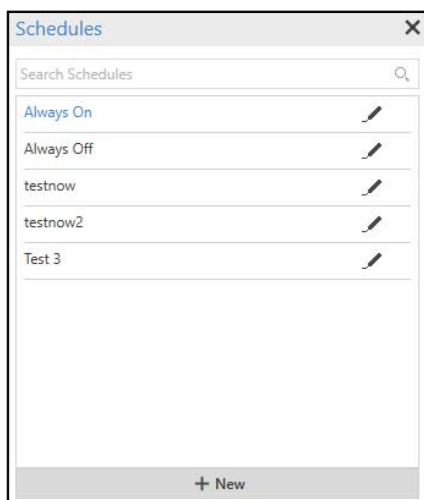 Schedules
Search Schedules
Always On
Always Off
testnow
testnow2
Test 3
+ New